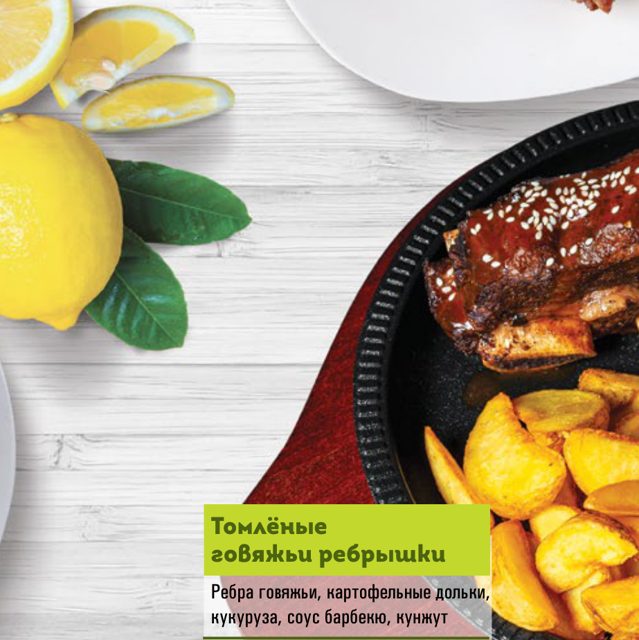 Томлёные
говяжьи ребрышки
Ребра говяжьи, картофельные дольки,
кукуруза, соус барбекю, кунжут